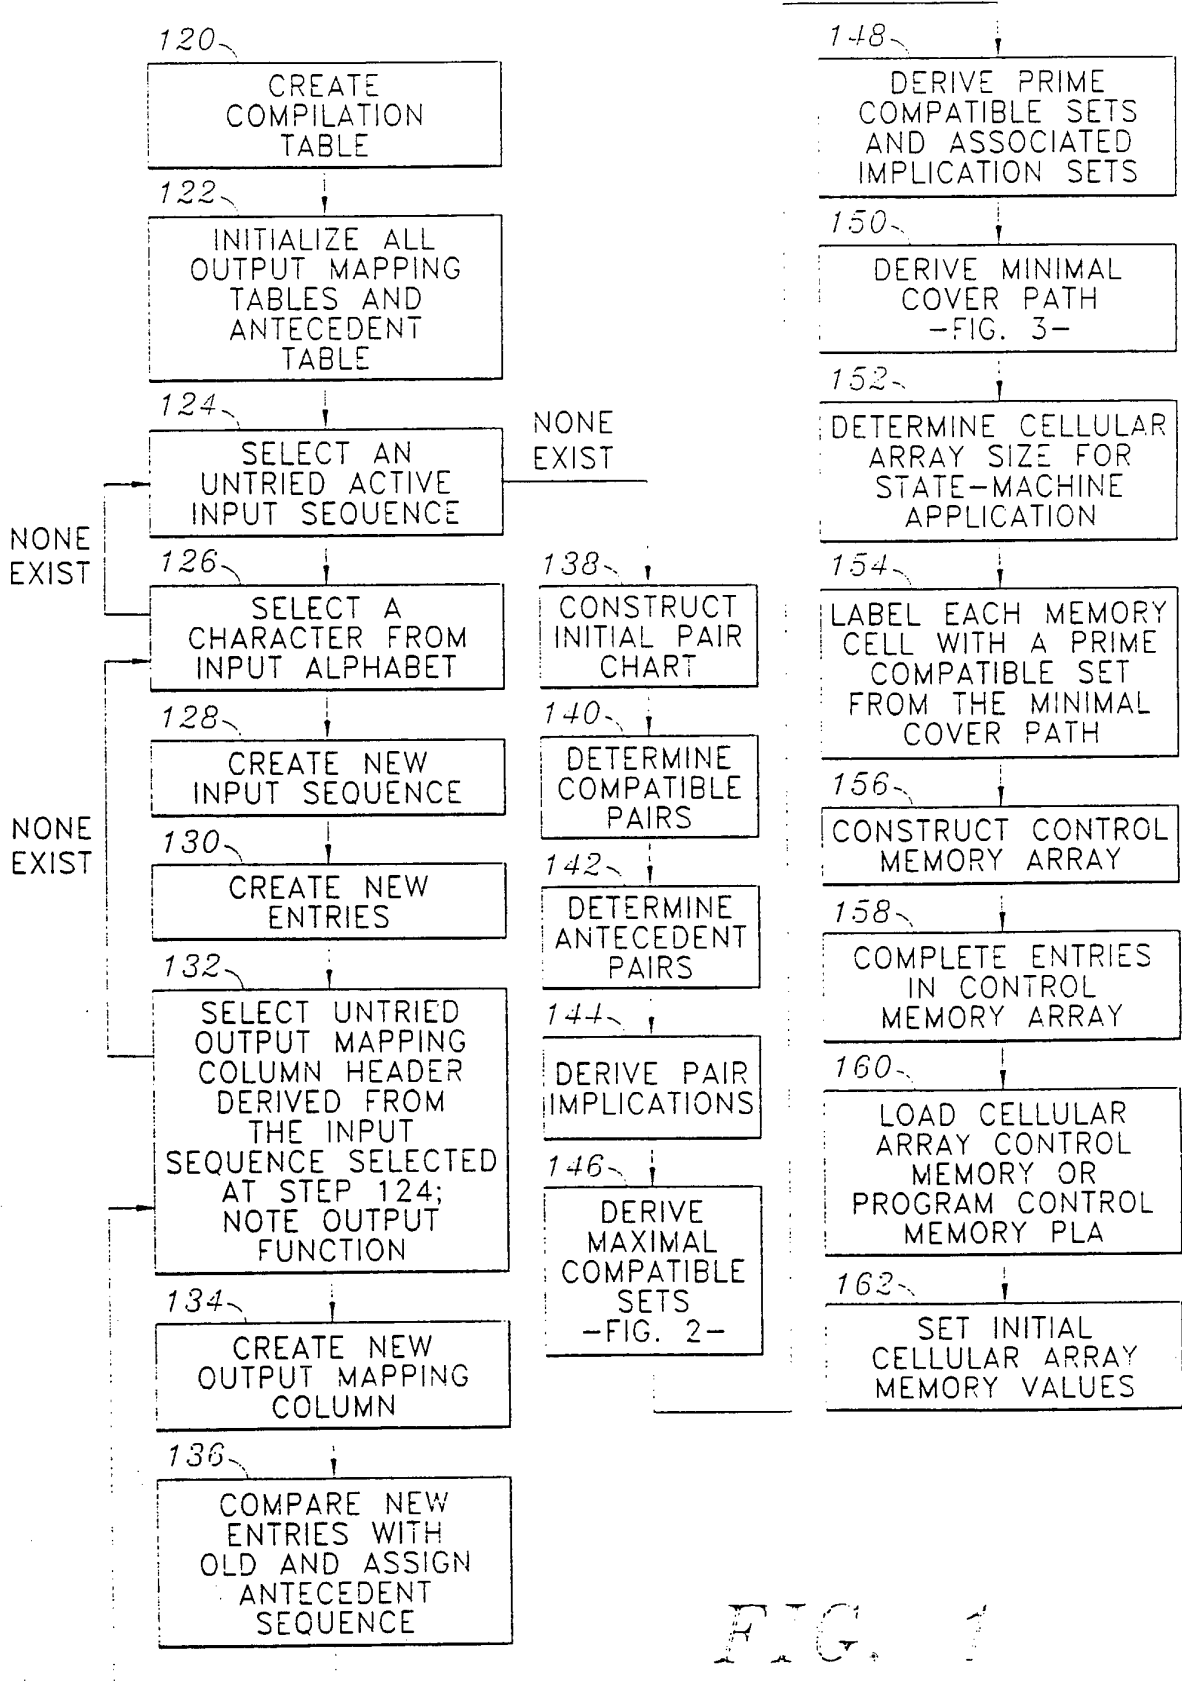 120
CREATE
COMPILATION
TABLE
122
INITIALIZE ALL
OUTPUT MAPPING
TABLES AND
ANTECEDENT
TABLE
124
SELECT AN
UNTRIED ACTIVE
INPUT SEQUENCE
NONE
EXIST
NONE
EXIST
126
SELECT A
CHARACTER FROM
INPUT ALPHABET
128
CREATE NEW
INPUT SEQUENCE
NONE
EXIST
130
CREATE NEW
ENTRIES
132
SELECT UNTRIED
OUTPUT MAPPING
COLUMN HEADER
DERIVED FROM
THE INPUT
SEQUENCE SELECTED
AT STEP 124;
NOTE OUTPUT
FUNCTION
134
CREATE NEW
OUTPUT MAPPING
COLUMN
136
COMPARE NEW
ENTRIES WITH
OLD AND ASSIGN
ANTECEDENT
SEQUENCE
138
CONSTRUCT
INITIAL PAIR
CHART
140
DETERMINE
COMPATIBLE
PAIRS
142
DETERMINE
ANTECEDENT
PAIRS
144
DERIVE PAIR
IMPLICATIONS
146
DERIVE
MAXIMAL
COMPATIBLE
SETS
-FIG. 2-
148
DERIVE PRIME
COMPATIBLE SETS
AND ASSOCIATED
IMPLICATION SETS
150
DERIVE MINIMAL
COVER PATH
-FIG. 3-
152
DETERMINE CELLULAR
ARRAY SIZE FOR
STATE-MACHINE
APPLICATION
154
LABEL EACH MEMORY
CELL WITH A PRIME
COMPATIBLE SET
FROM THE MINIMAL
COVER PATH
156
CONSTRUCT CONTROL
MEMORY ARRAY
158
COMPLETE ENTRIES
IN CONTROL
MEMORY ARRAY
160
LOAD CELLULAR
ARRAY CONTROL
MEMORY OR
PROGRAM CONTROL
MEMORY PLA
162
SET INITIAL
CELLULAR ARRAY
MEMORY VALUES
FIG. 1